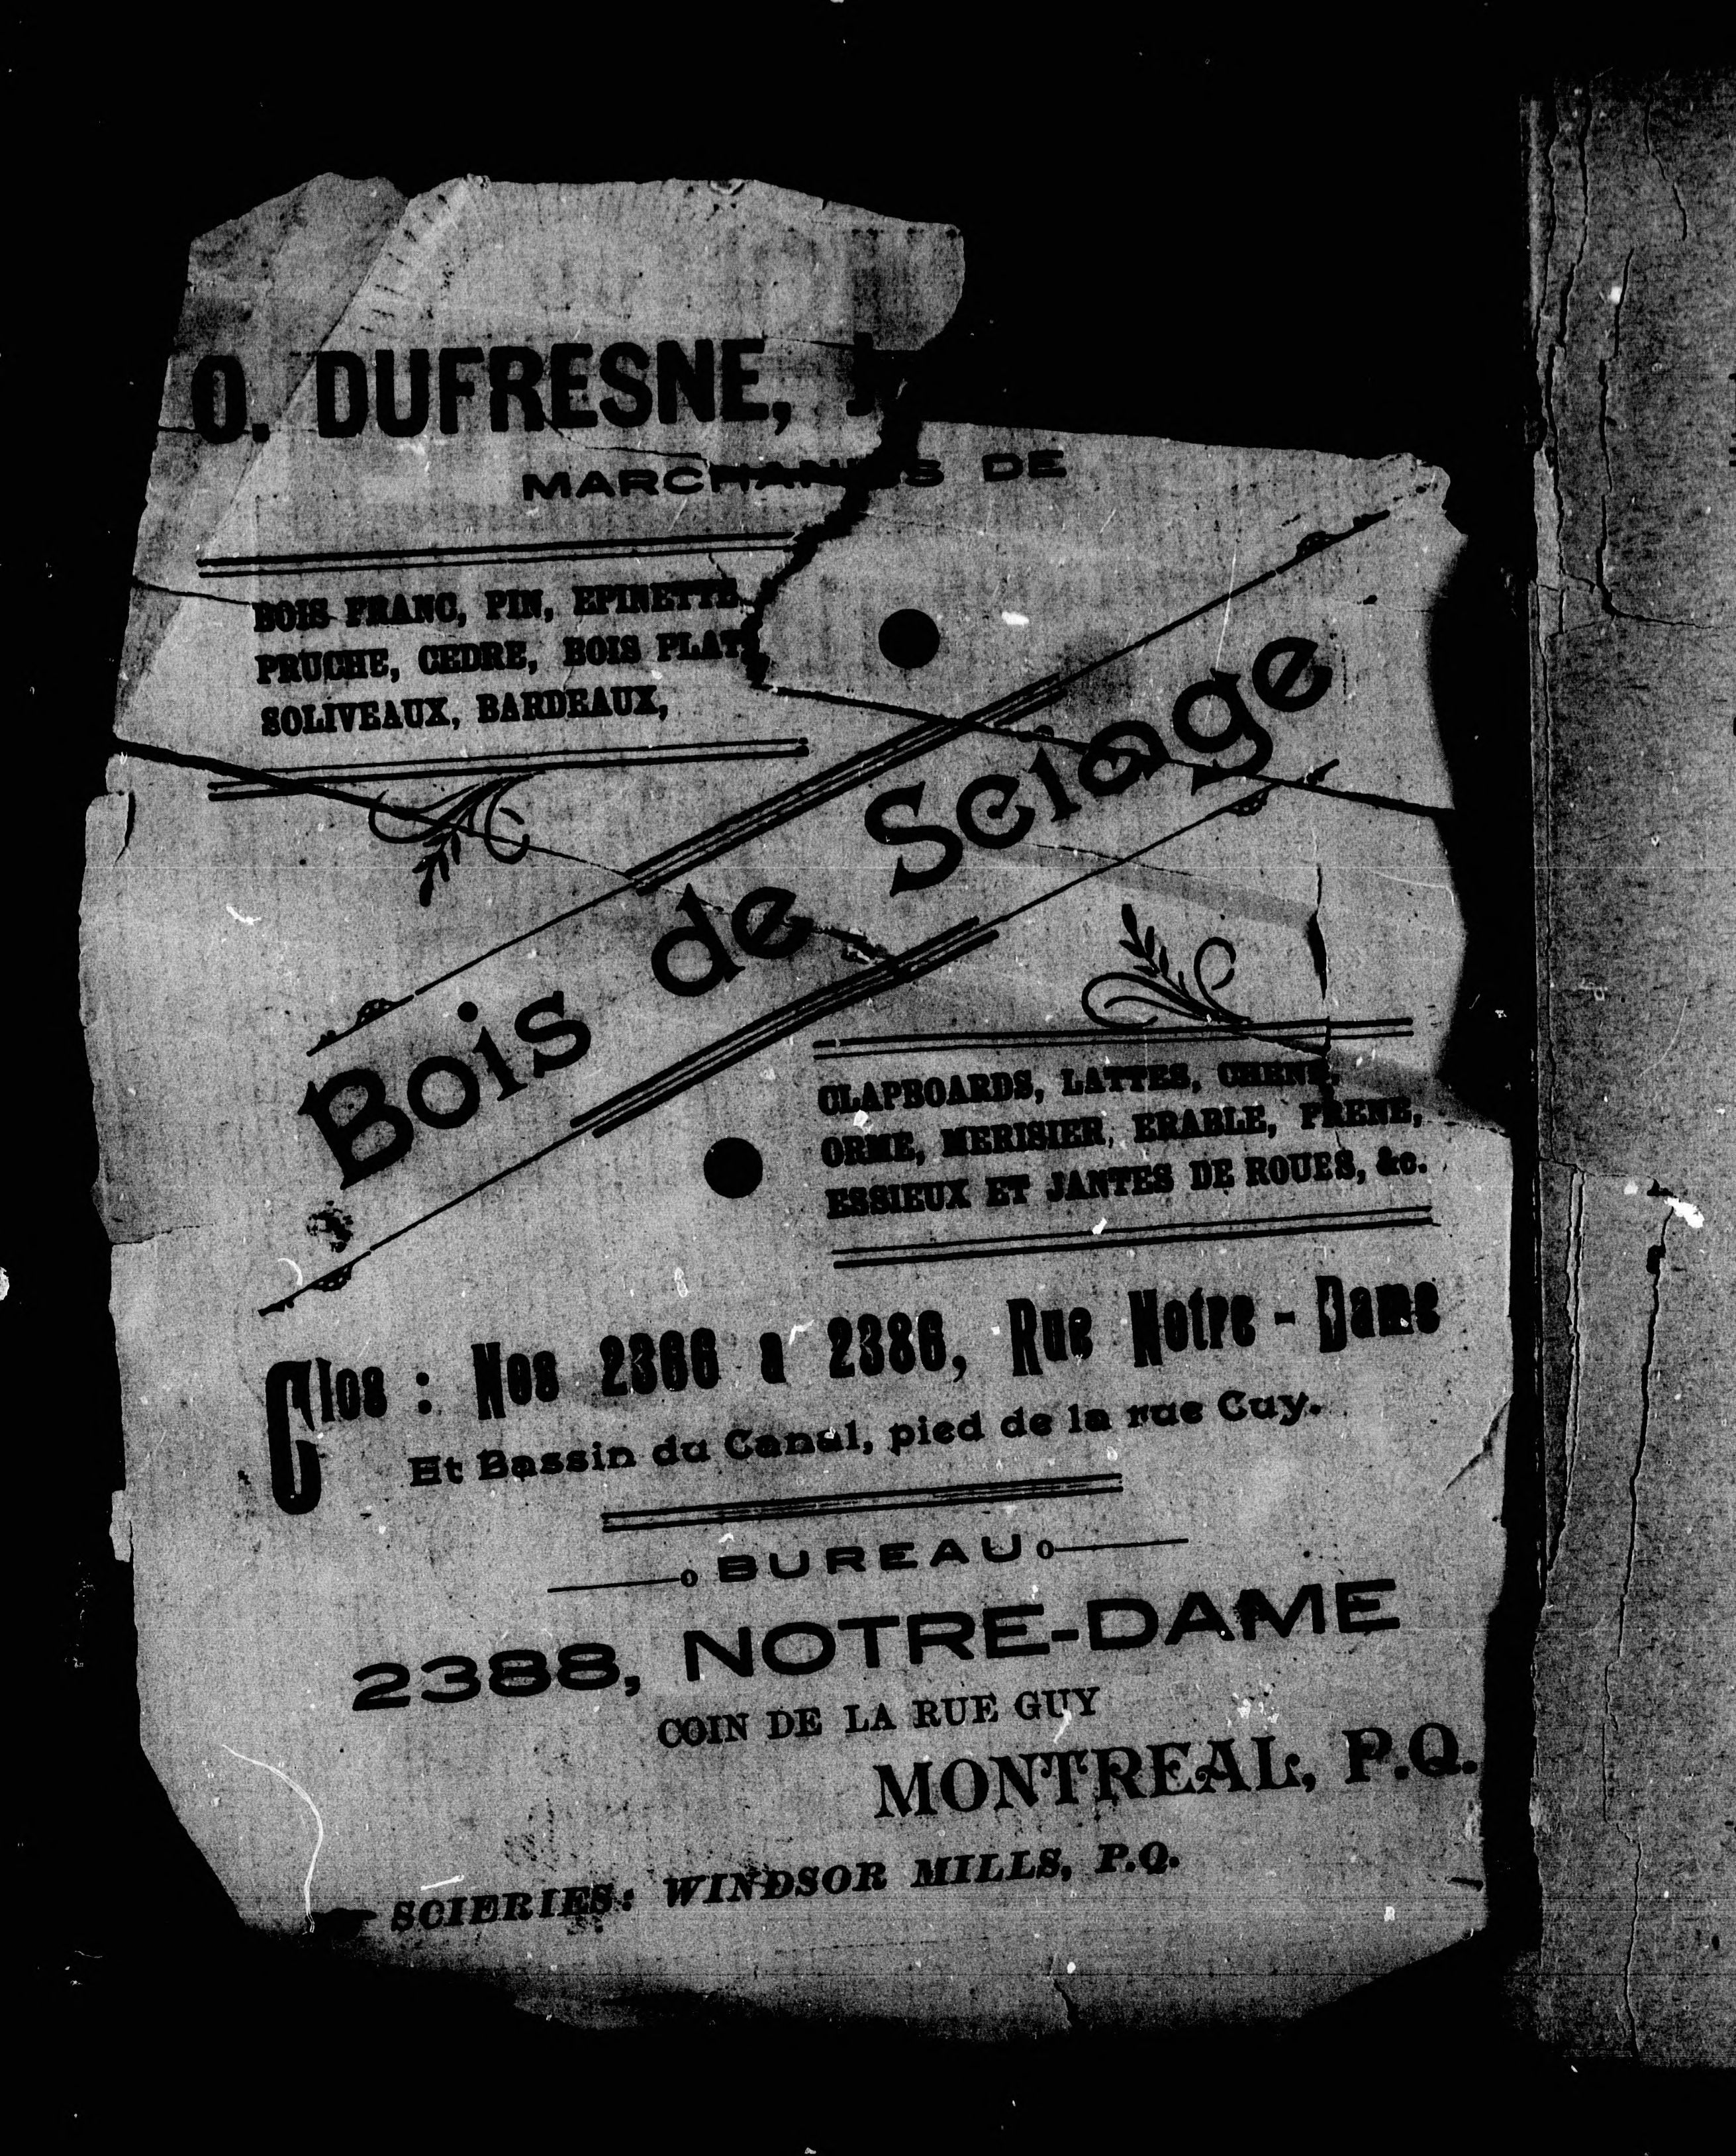 O. DUFRESNE, J
MARCHANDS DE
BOIS FRANC, PIN, EPINETTE
PRUCHE, CEDRE, BOIS PLAT
SOLIVEAUX, BARDEAUX,
Bois de Sciage
CLAPBOARDS, LATTES, CHENE,
ORME, MERISIER, ERABLE, FRENE,
ESSIEUX ET JANTES DE ROUES, &c.
Clos : Nos 2366 a 2386, Rue Notre - Dame
Et Bassin du Canal, pied de la rue Guy.
BUREAU
2388, NOTRE-DAME
COIN DE LA RUE GUY
MONTREAL, P.Q.
SCIERIES: WINDSOR MILLS, P.Q.